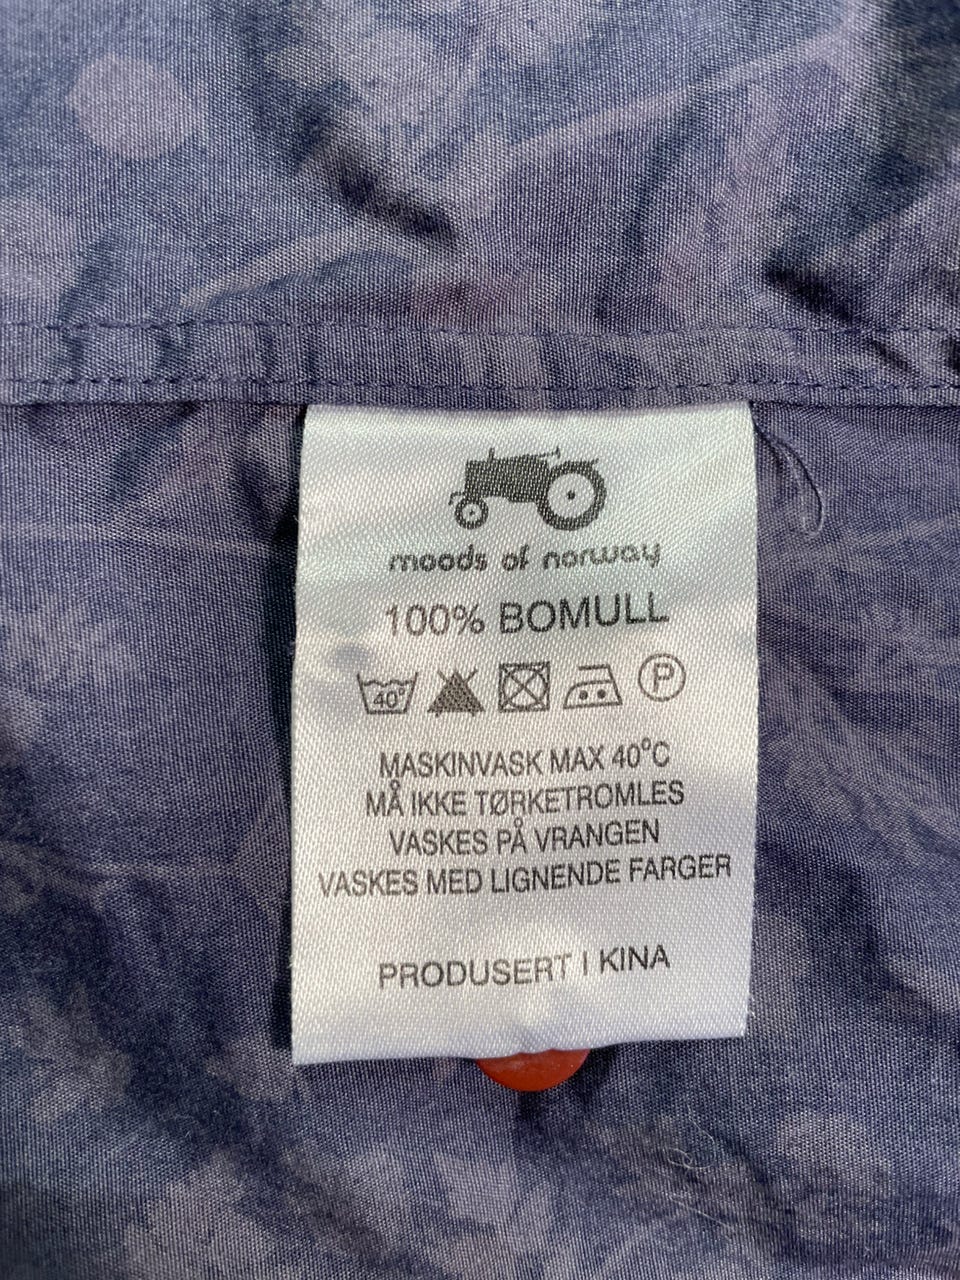 moods of norway
100% BOMULL
40° P
MASKINVASK MAX 40°C
MÅ IKKE TØRKETROMLES
VASKES PÅ VRANGEN
VASKES MED LIGNENDE FARGER
PRODUSERT I KINA